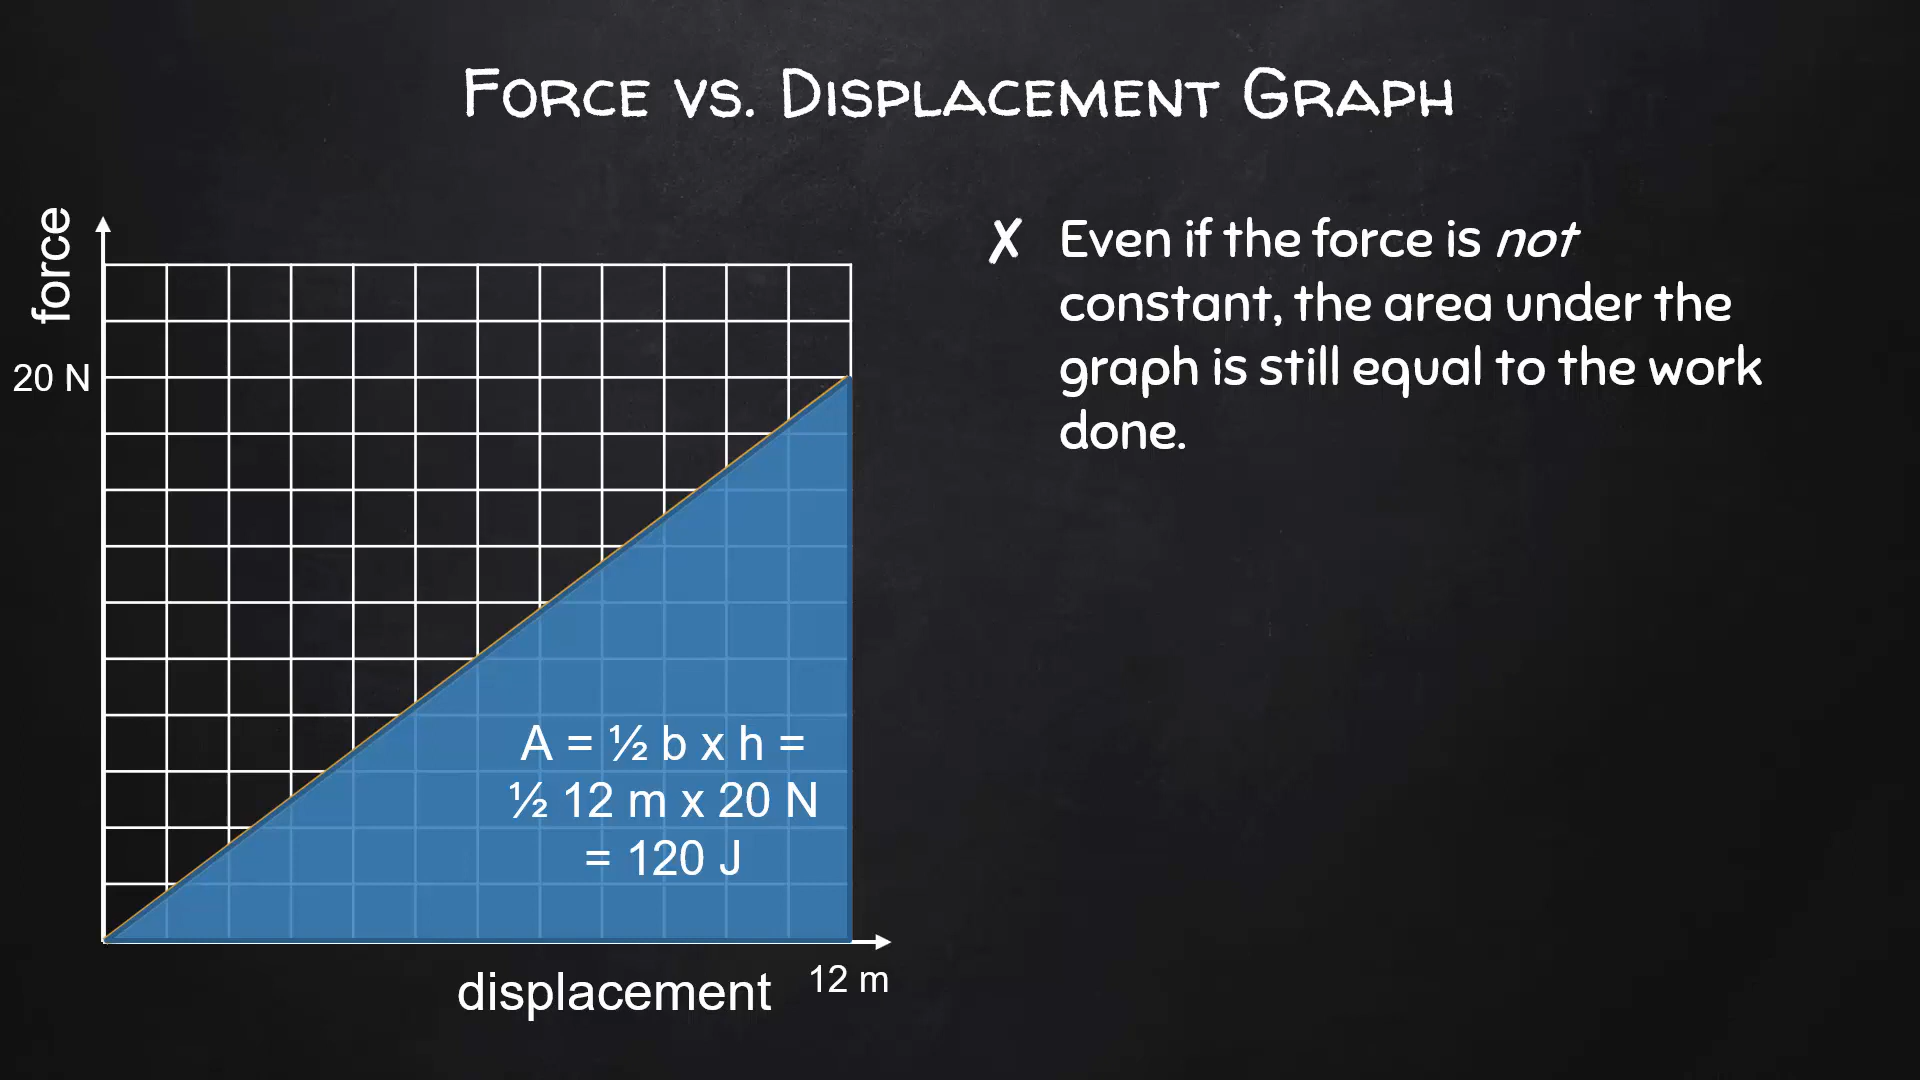 Force vs. Displacement Graph
force
20 N
✗ Even if the force is not
constant, the area under the
graph is still equal to the work
done.
A = ½ b x h =
½ 12 m x 20 N
= 120 J
displacement
12 m